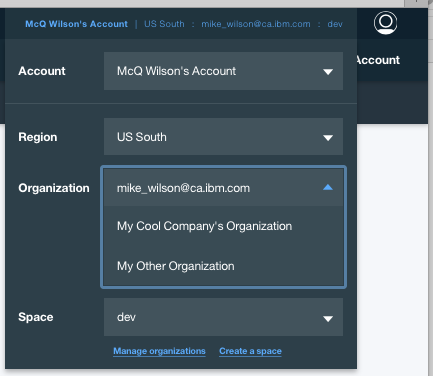 McQ Wilson's Account | US South : mike_wilson@ca.ibm.com : dev
Account McQ Wilson's Account
Account
Region US South
Organization mike_wilson@ca.ibm.com
My Cool Company's Organization
My Other Organization
Space dev
Manage organizations Create a space